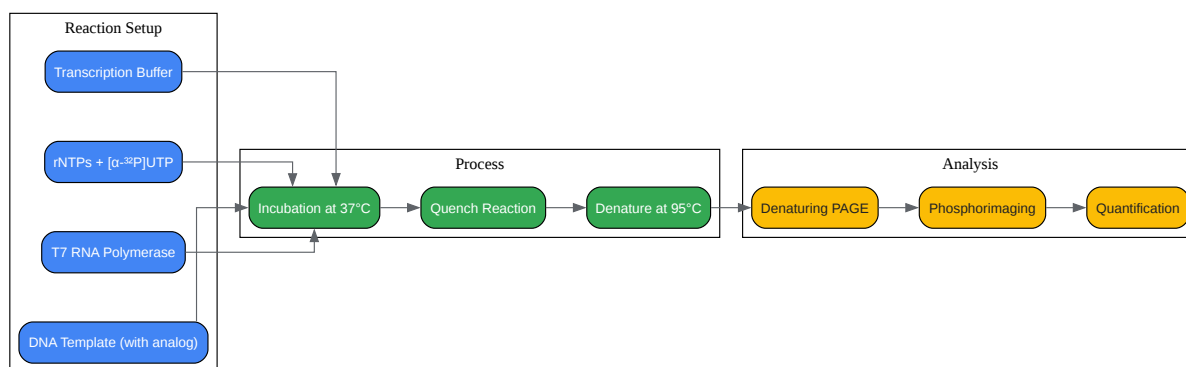 Reaction Setup
Transcription Buffer
rNTPs + [α-³²P]UTP
T7 RNA Polymerase
DNA Template (with analog)
Process
Incubation at 37°C
Quench Reaction
Denature at 95°C
Analysis
Denaturing PAGE
Phosphorimaging
Quantification